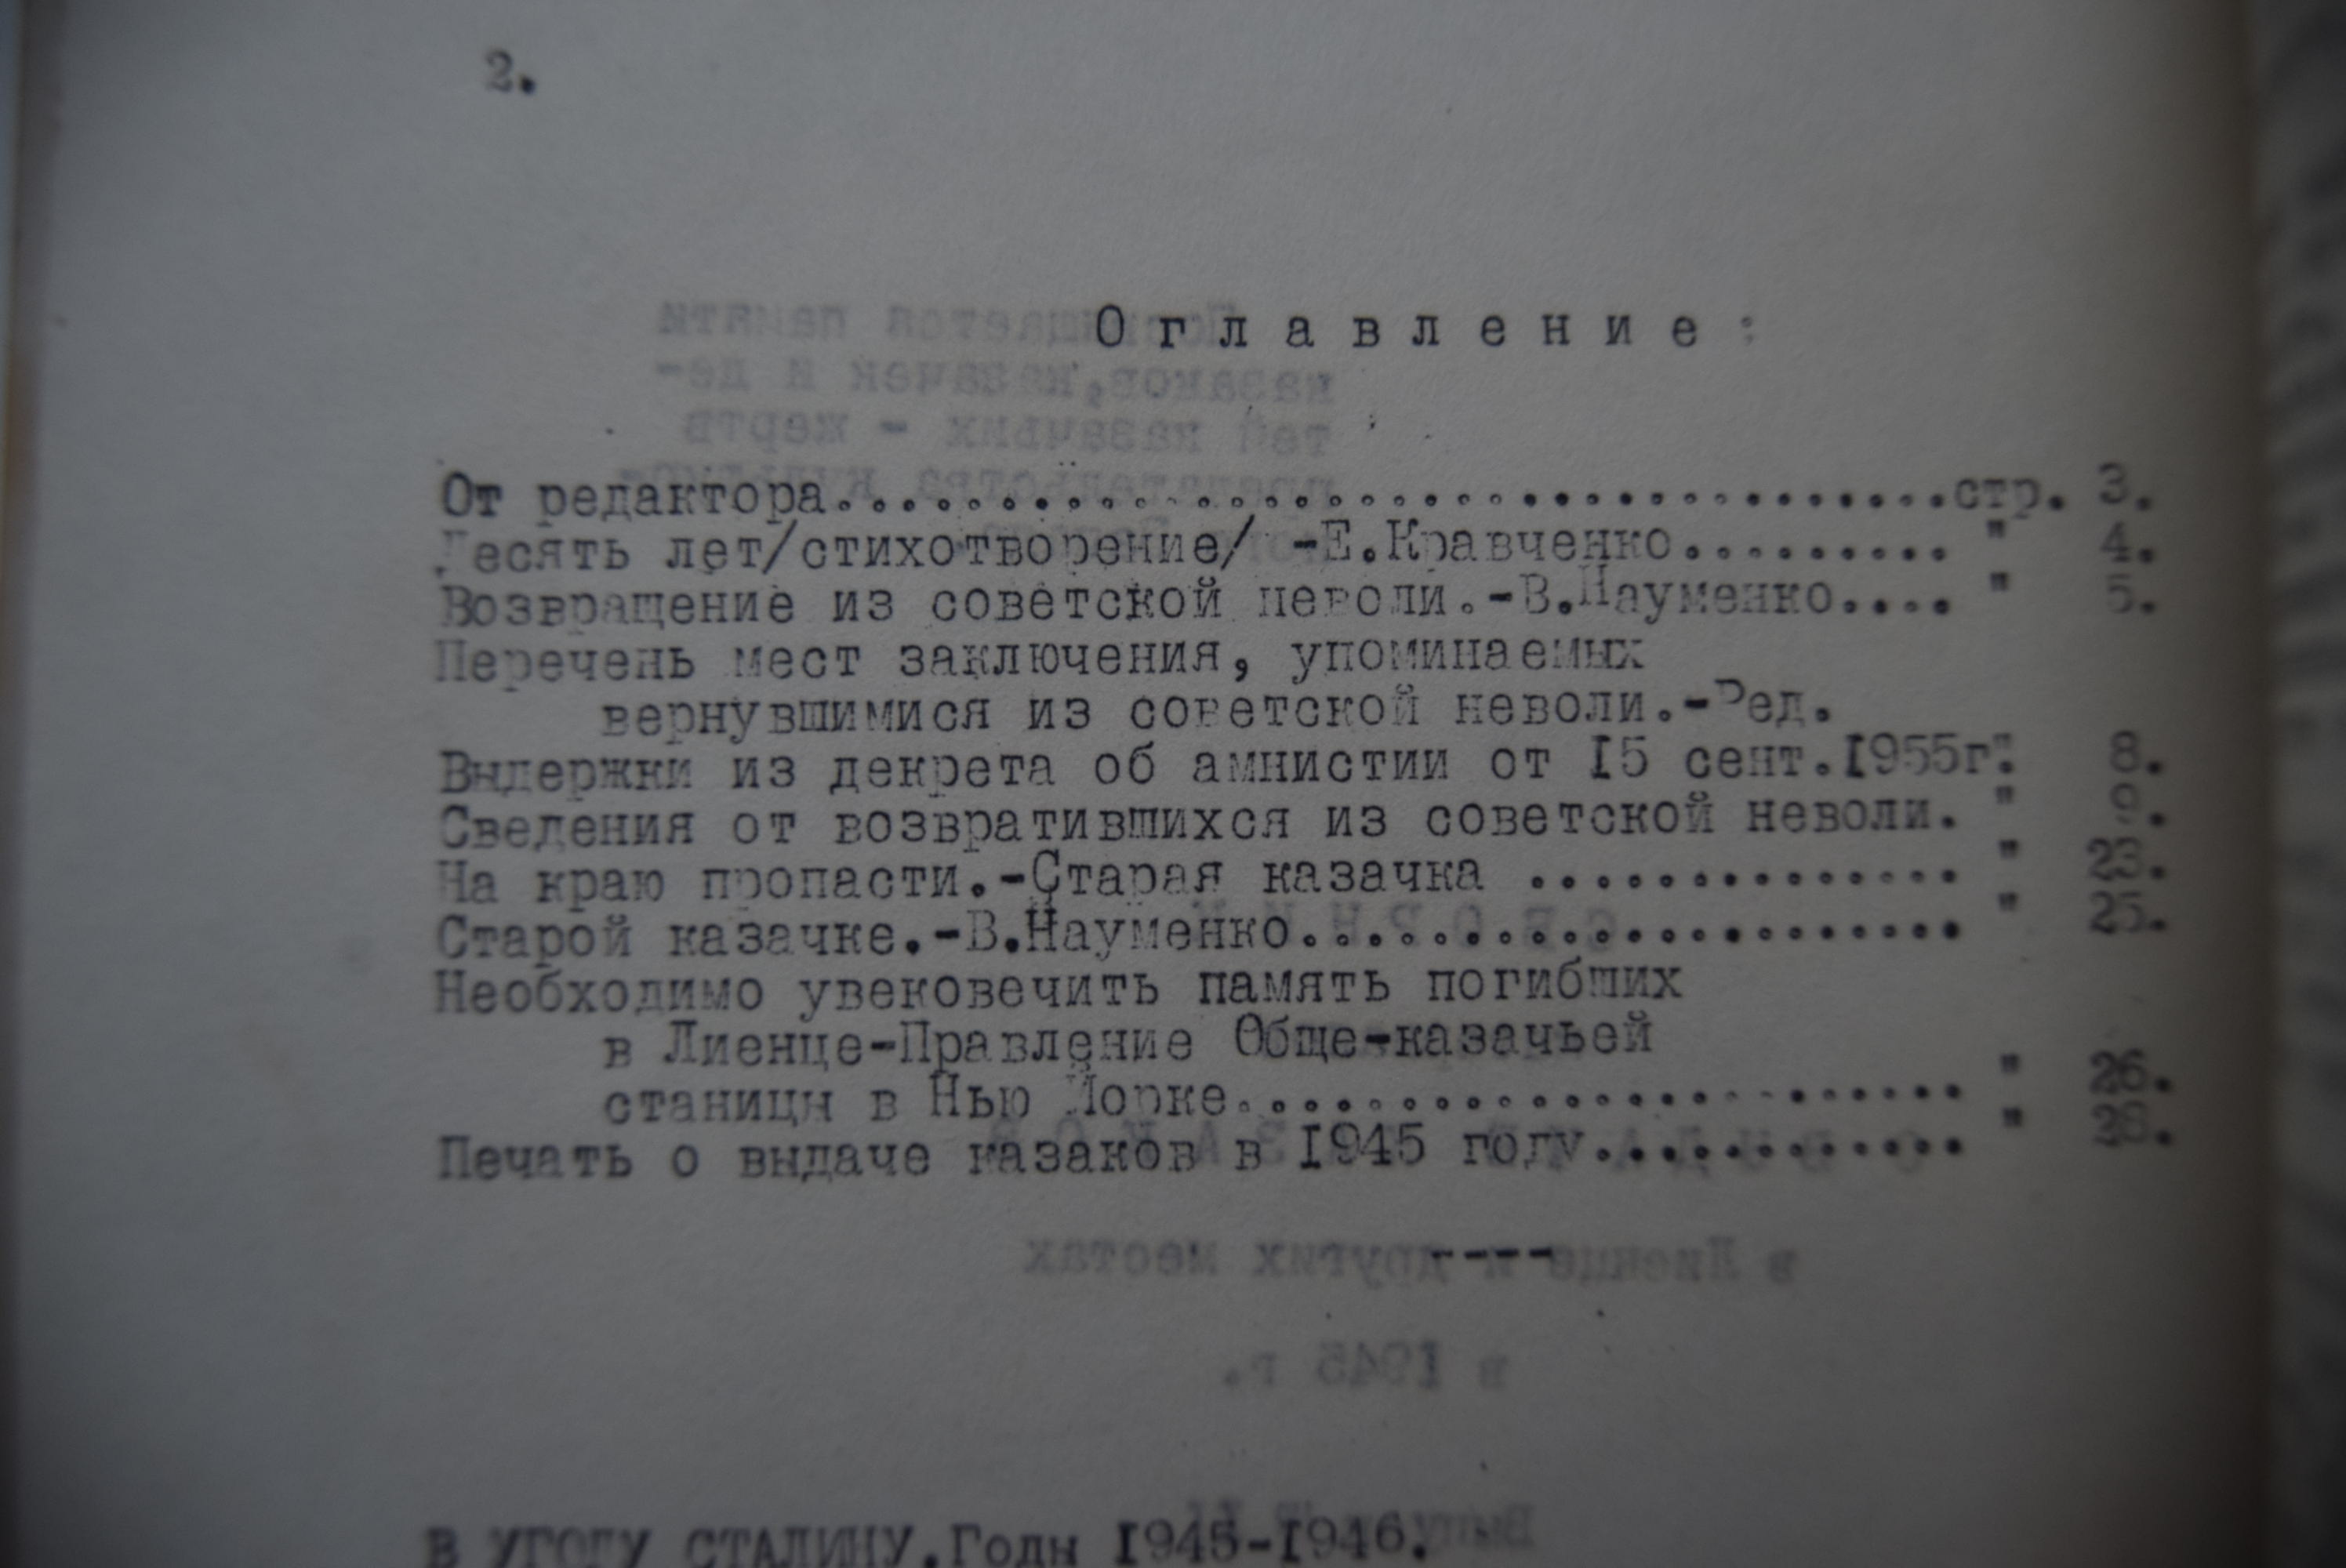 2.
Оглавление:
От редактора....................................стр. 3.
Десять лет/стихотворение/ -Е.Кравченко......... " 4.
Возвращение из советской неволи.-В.Науменко.... " 5.
Перечень мест заключения, упоминаемых
вернувшимися из советской неволи.-Ред.
Выдержки из декрета об амнистии от 15 сент.1955г." 8.
Сведения от возвратившихся из советской неволи. " 9.
На краю пропасти.-Старая казачка .............. " 23.
Старой казачке.-В.Науменко..................... " 25.
Необходимо увековечить память погибших
в Лиенце-Правление Обще-казачьей
станицы в Нью Йорке....................... " 26.
Печать о выдаче казаков в 1945 году............ " 28.
----
В УГОГУ СТАЛИНУ.Годы 1945-1946.